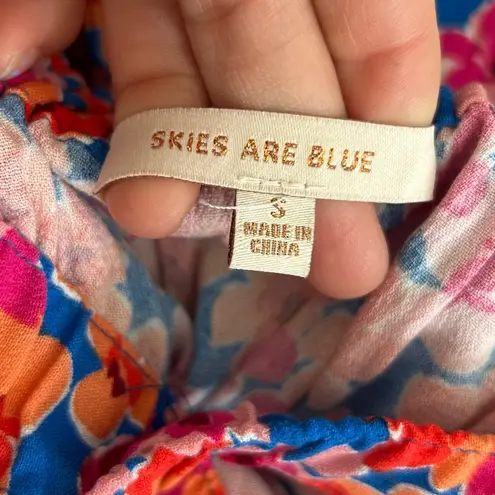 SKIES ARE BLUE
S
MADE IN
CHINA